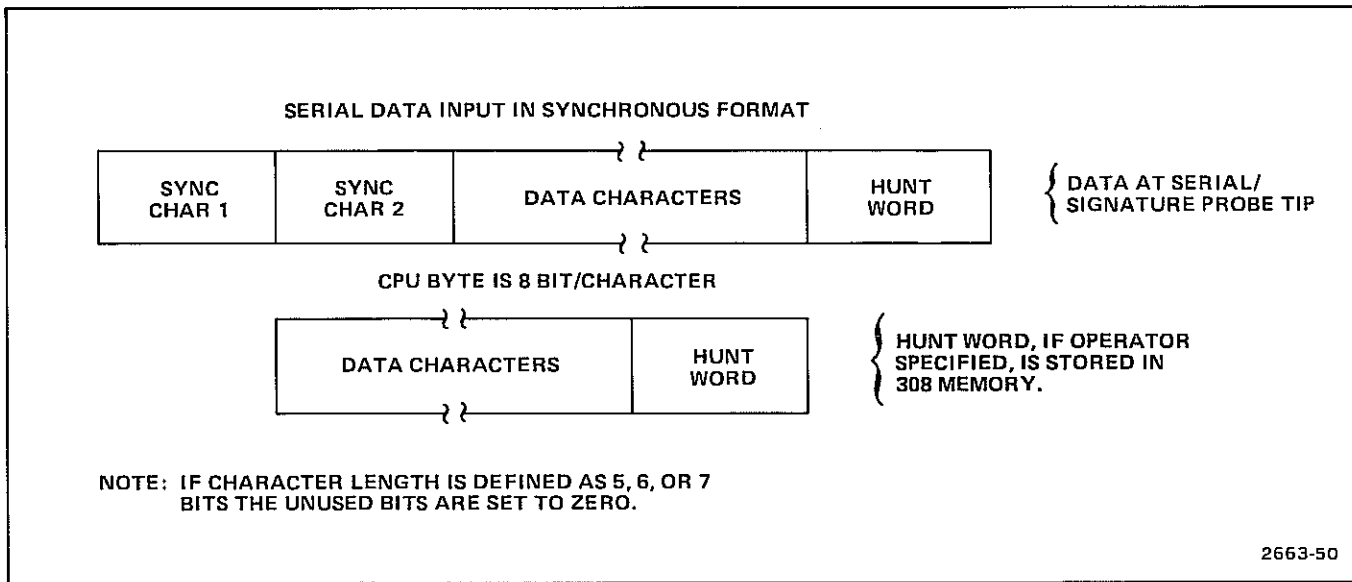 SERIAL DATA INPUT IN SYNCHRONOUS FORMAT
SYNC
CHAR 1
SYNC
CHAR 2
DATA CHARACTERS
HUNT
WORD
DATA AT SERIAL/
SIGNATURE PROBE TIP
CPU BYTE IS 8 BIT/CHARACTER
DATA CHARACTERS
HUNT
WORD
HUNT WORD, IF OPERATOR
SPECIFIED, IS STORED IN
308 MEMORY.
NOTE: IF CHARACTER LENGTH IS DEFINED AS 5, 6, OR 7
BITS THE UNUSED BITS ARE SET TO ZERO.
2663-50